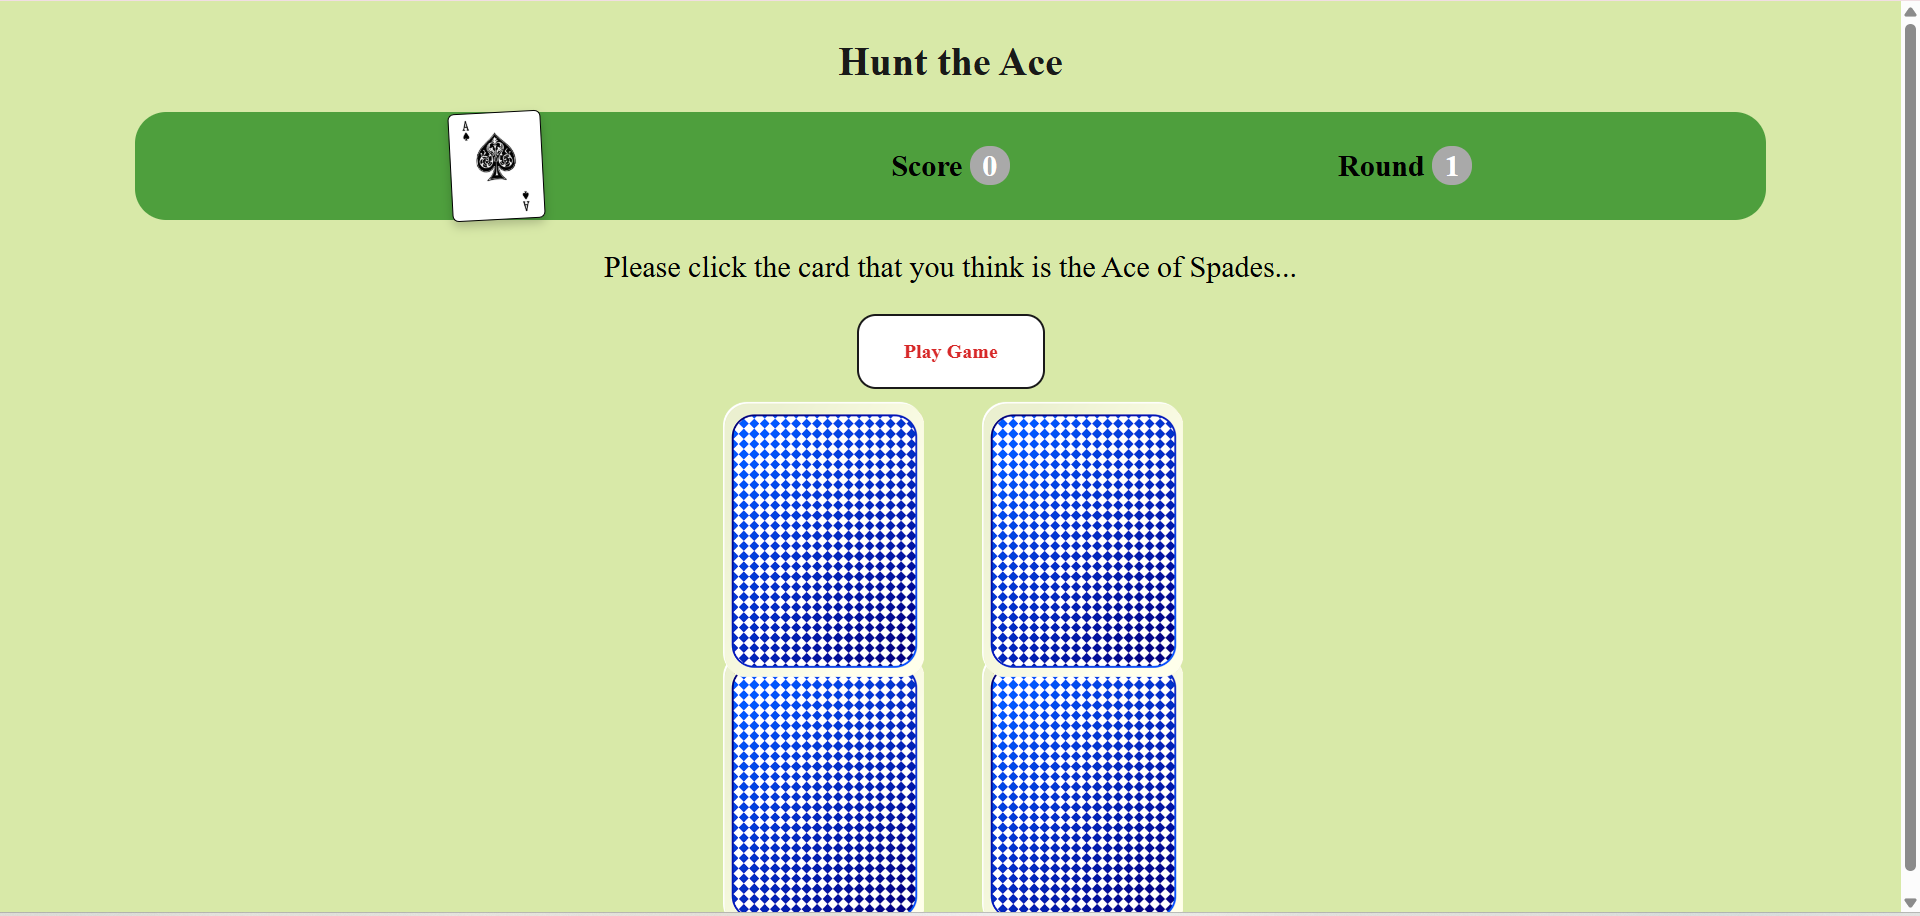 Hunt the Ace
A
A
Score 0
Round 1
Please click the card that you think is the Ace of Spades...
Play Game